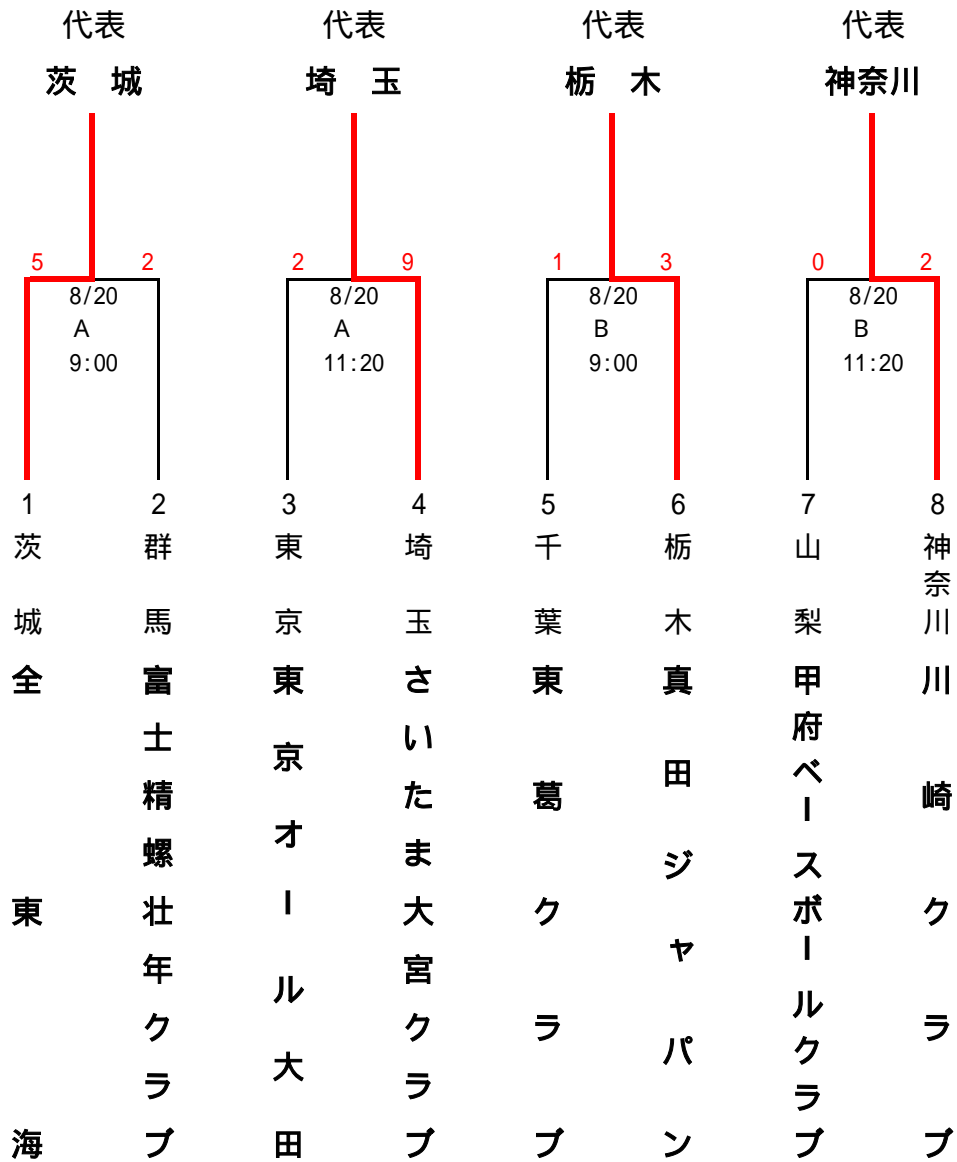 代表 代表 代表 代表
茨 城 埼 玉 栃 木 神奈川
5 2 2 9 1 3 0 2
8/20 8/20 8/20 8/20
A A B B
9:00 11:20 9:00 11:20
1 2 3 4 5 6 7 8
茨城
全東海
群馬
富士精螺壮年クラブ
東京
東京オール大田
埼玉
さいたま大宮クラブ
千葉
東葛クラブ
栃木
真田ジャパン
山梨
甲府ベースボールクラブ
神奈川
川崎クラブ